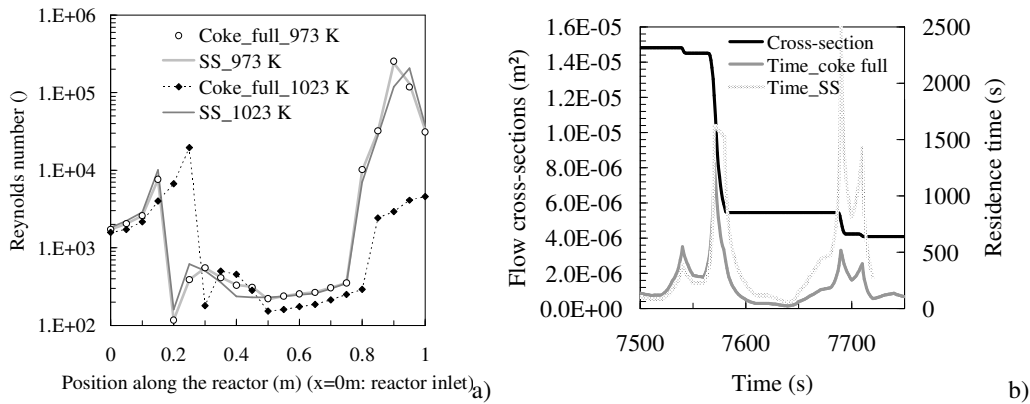 1.E+06
1.E+05
1.E+04
1.E+03
1.E+02
Reynolds number ()
Coke_full_973 K
SS_973 K
Coke_full_1023 K
SS_1023 K
0 0.2 0.4 0.6 0.8 1
Position along the reactor (m) (x=0m: reactor inlet)
a)
1.6E-05
1.4E-05
1.2E-05
1.0E-05
8.0E-06
6.0E-06
4.0E-06
2.0E-06
0.0E+00
Flow cross-sections (m²)
Cross-section
Time_coke full
Time_SS
2500
2000
1500
1000
500
0
Residence time (s)
7500 7600 7700
Time (s)
b)